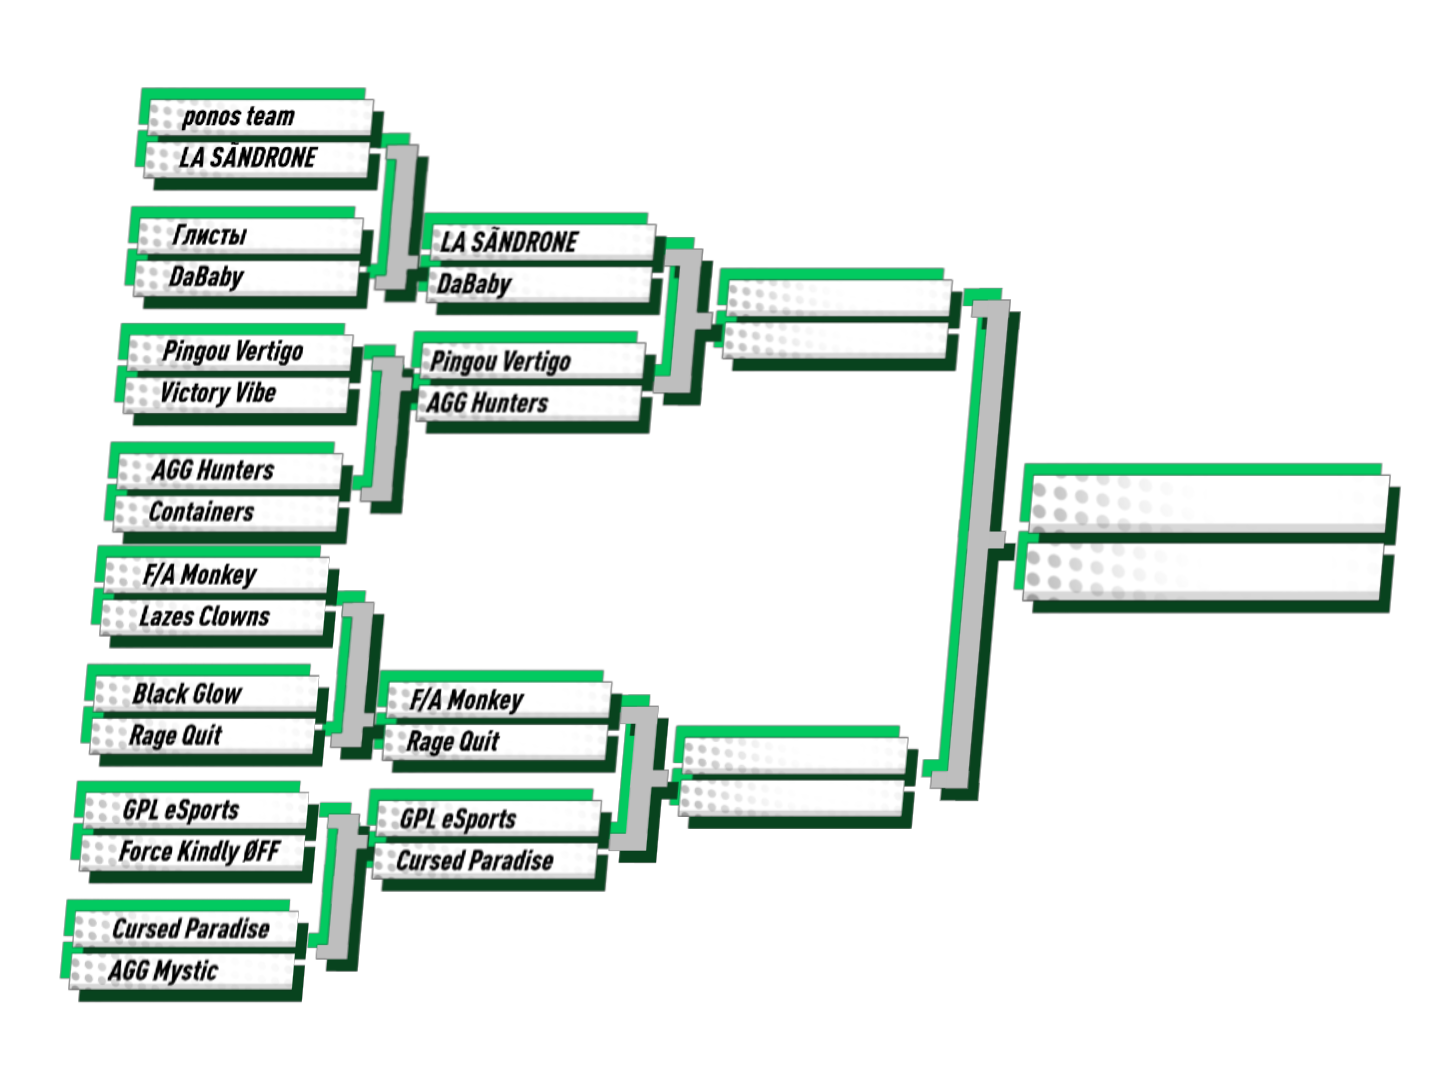 ponos team
LA SÃNDRONE
Глисты
DaBaby
Pingou Vertigo
Victory Vibe
AGG Hunters
Containers
F/A Monkey
Lazes Clowns
Black Glow
Rage Quit
GPL eSports
Force Kindly ØFF
Cursed Paradise
AGG Mystic
LA SÃNDRONE
DaBaby
Pingou Vertigo
AGG Hunters
F/A Monkey
Rage Quit
GPL eSports
Cursed Paradise